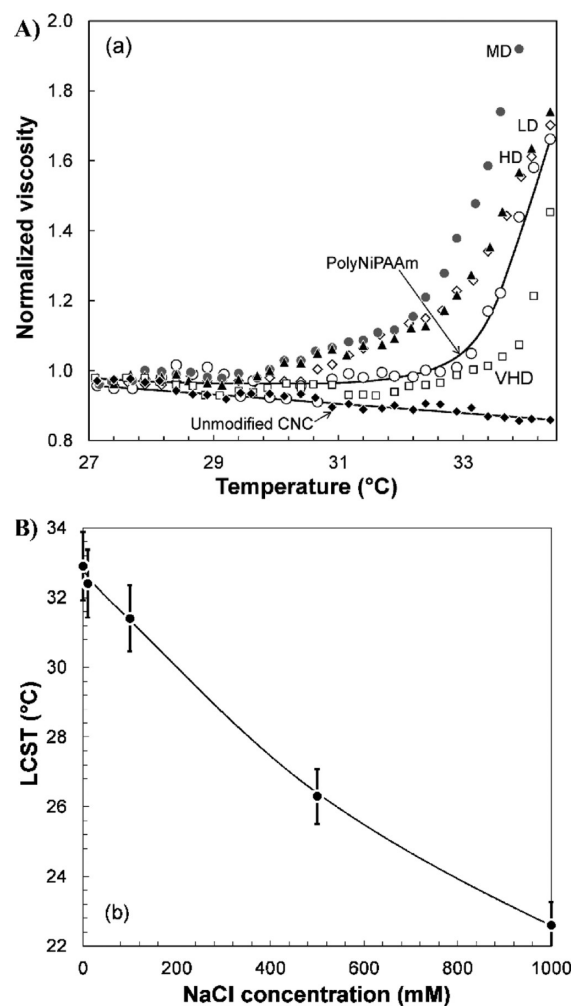 A)
(a)
2.0
1.8
1.6
1.4
1.2
1.0
0.8
Normalized viscosity
MD
LD
HD
PolyNiPAAm
VHD
Unmodified CNC
27 29 31 33
Temperature (°C)
B)
34
32
30
28
26
24
22
LCST (°C)
(b)
0 200 400 600 800 1000
NaCl concentration (mM)